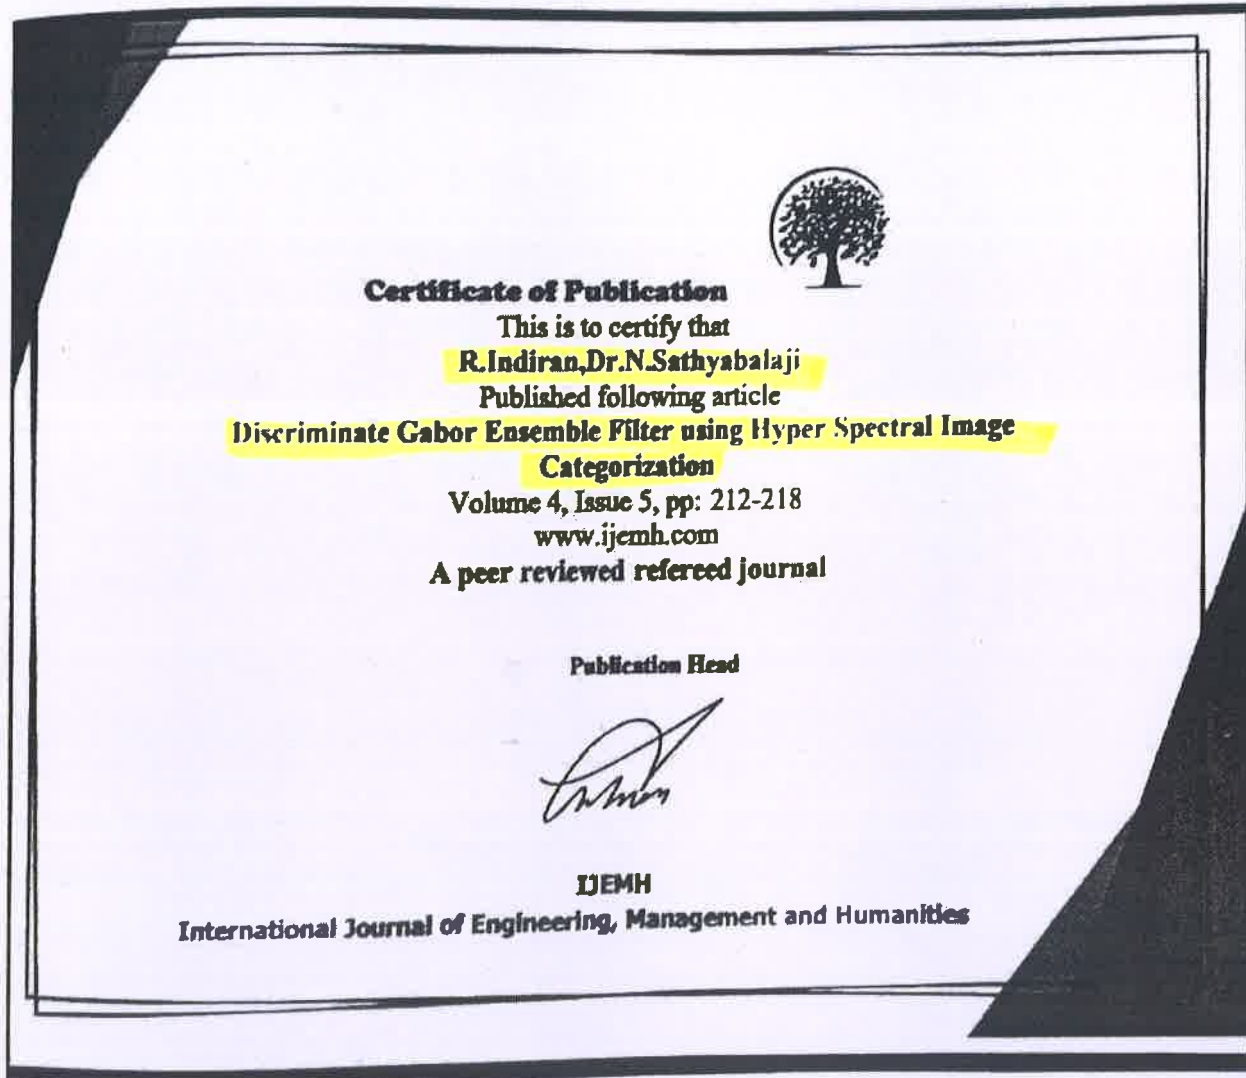 Certificate of Publication
This is to certify that
R.Indiran,Dr.N.Sathyabalaji
Published following article
Discriminate Gabor Ensemble Filter using Hyper Spectral Image
Categorization
Volume 4, Issue 5, pp: 212-218
www.ijemh.com
A peer reviewed refereed journal
Publication Head
IJEMH
International Journal of Engineering, Management and Humanities